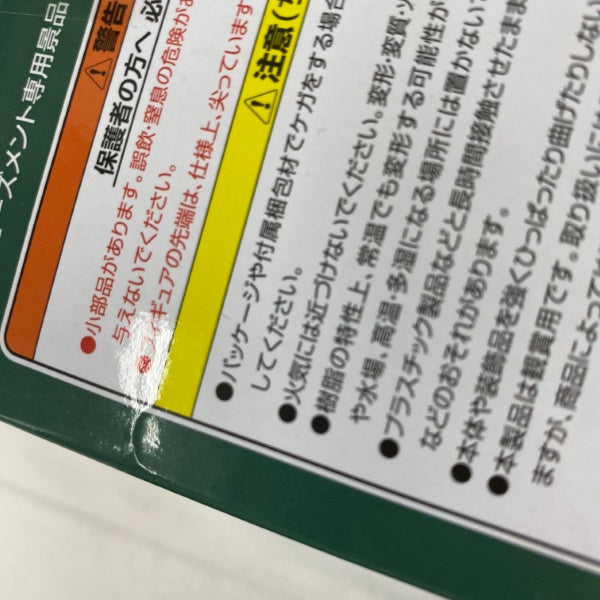 ーズメント専用景品
警告
保護者の方へ 必
●小部品があります。誤飲・窒息の危険が
与えないでください。
フィギュアの先端は、仕様上、尖っています
注意
●パッケージや付属梱包材でケガをする場合
してください。
●火気には近づけないでください。変形・変質・
●樹脂の特性上、常温でも変形する可能性が
や水場、高温・多湿になる場所には置かない
●プラスチック製品などと長時間接触させたまま
などのおそれがあります。
●本体や装飾品を強くひっぱったり曲げたりしない
●本製品は観賞用です。取り扱いには
ますが、商品によって